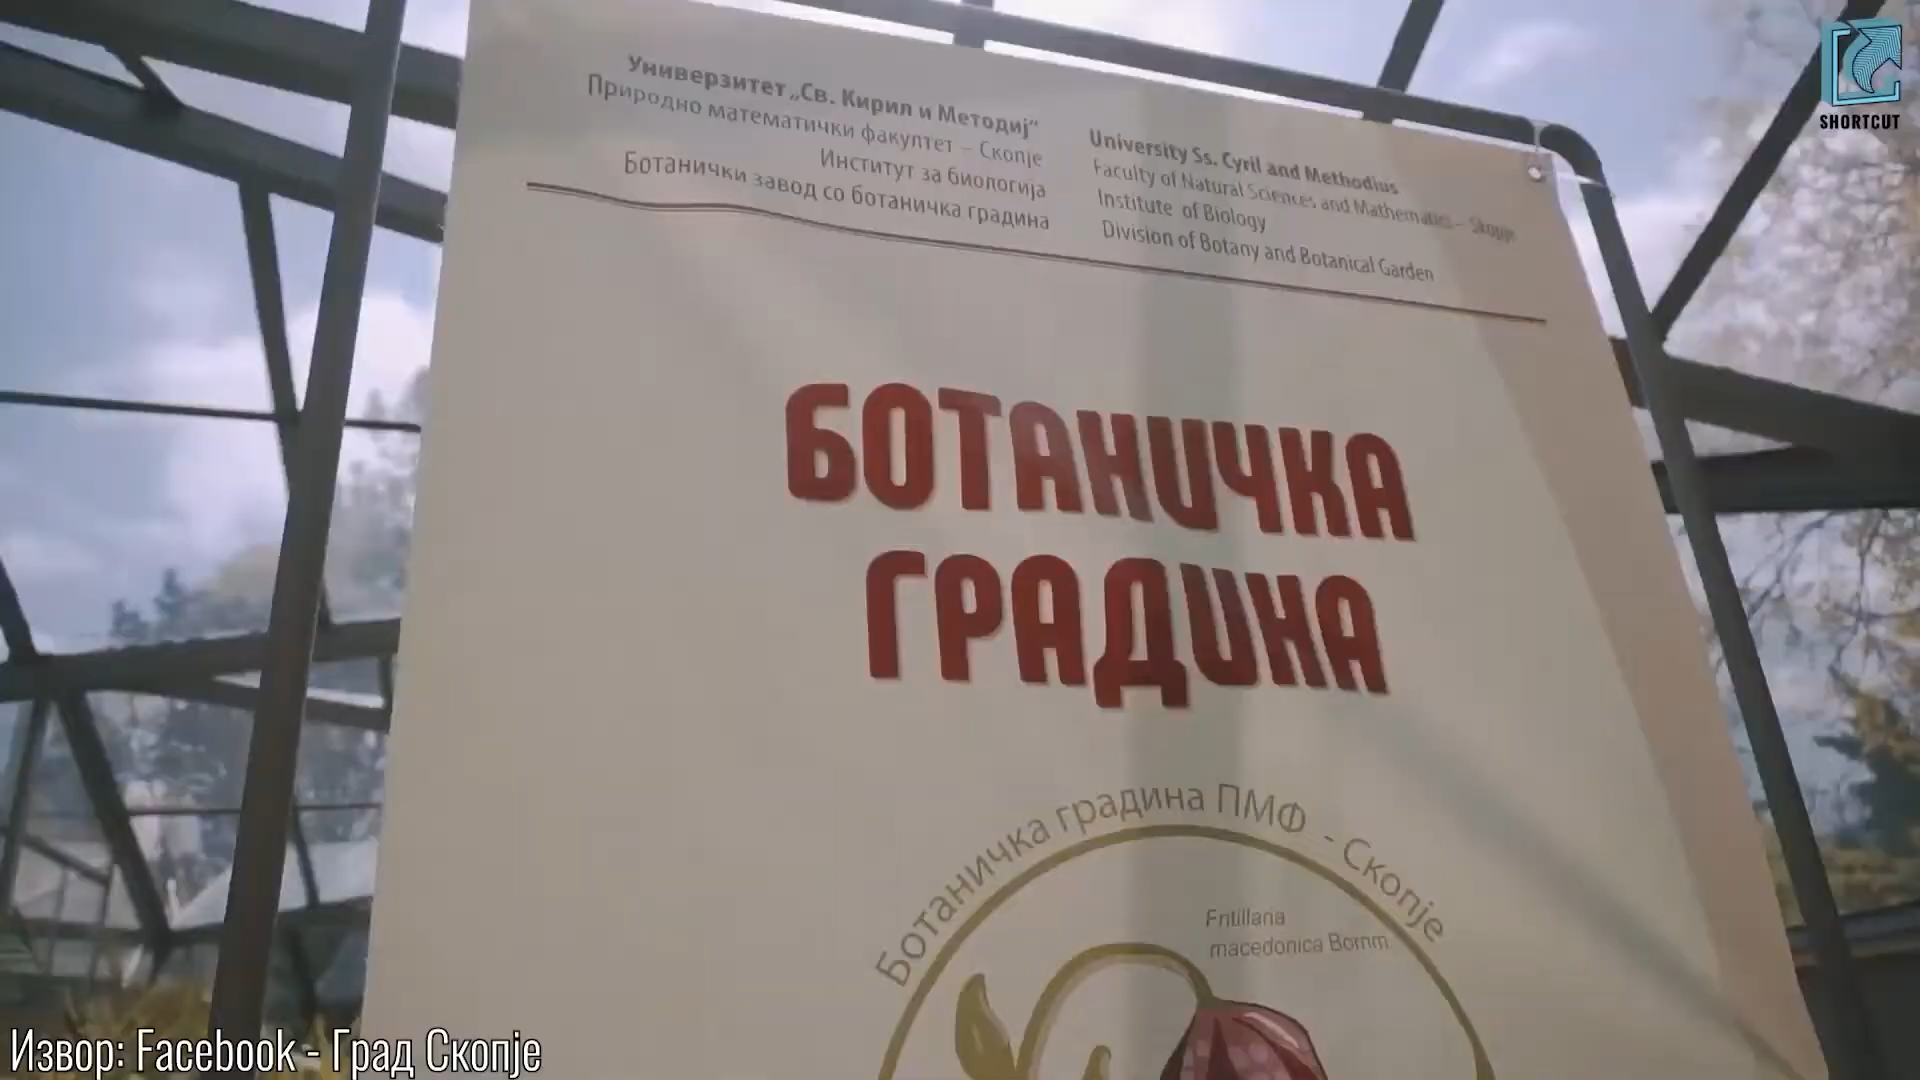 Универзитет „Св. Кирил и Методиј“
Природно математички факултет – Скопје
Институт за биологија
Ботанички завод со ботаничка градина
University Ss. Cyril and Methodius
Faculty of Natural Sciences and Mathematics – Skopje
Institute of Biology
Division of Botany and Botanical Garden
БОТАНИЧКА
ГРАДИНА
Ботаничка градина ПМФ - Скопје
Fritillaria
macedonica Bornm.
SHORTCUT
Извор: Facebook - Град Скопје